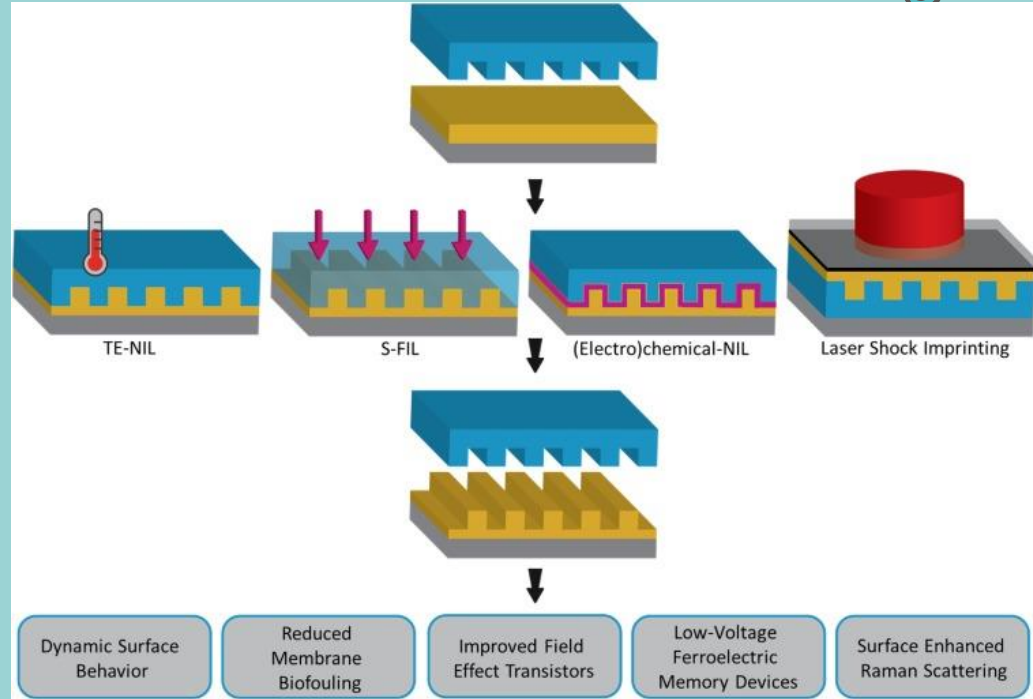 TE-NIL
S-FIL
(Electro)chemical-NIL
Laser Shock Imprinting
Dynamic Surface
Behavior
Reduced
Membrane
Biofouling
Improved Field
Effect Transistors
Low-Voltage
Ferroelectric
Memory Devices
Surface Enhanced
Raman Scattering